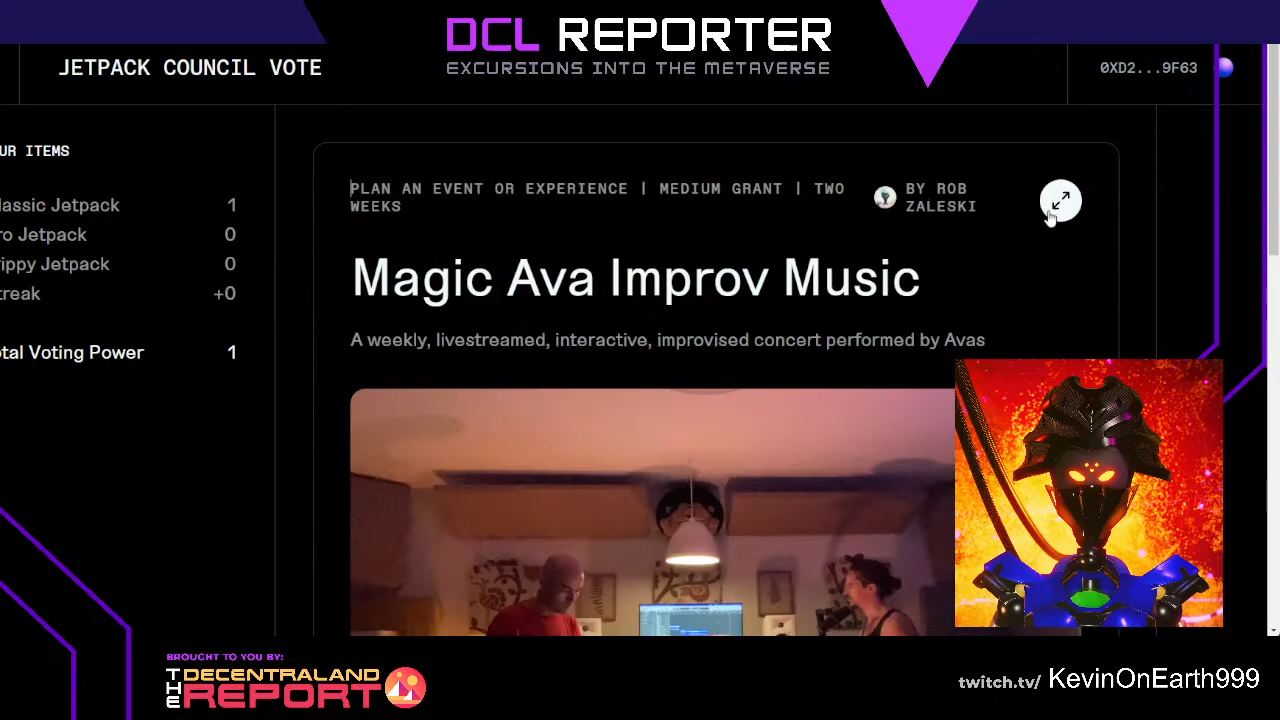 DCL REPORTER
EXCURSIONS INTO THE METAVERSE
JETPACK COUNCIL VOTE
0XD2...9F63
UR ITEMS
assic Jetpack 1
ro Jetpack 0
ippy Jetpack 0
reak +0
otal Voting Power 1
PLAN AN EVENT OR EXPERIENCE | MEDIUM GRANT | TWO
WEEKS
BY ROB
ZALESKI
Magic Ava Improv Music
A weekly, livestreamed, interactive, improvised concert performed by Avas
BROUGHT TO YOU BY:
THE DECENTRALAND
REPORT
twitch.tv/ KevinOnEarth999